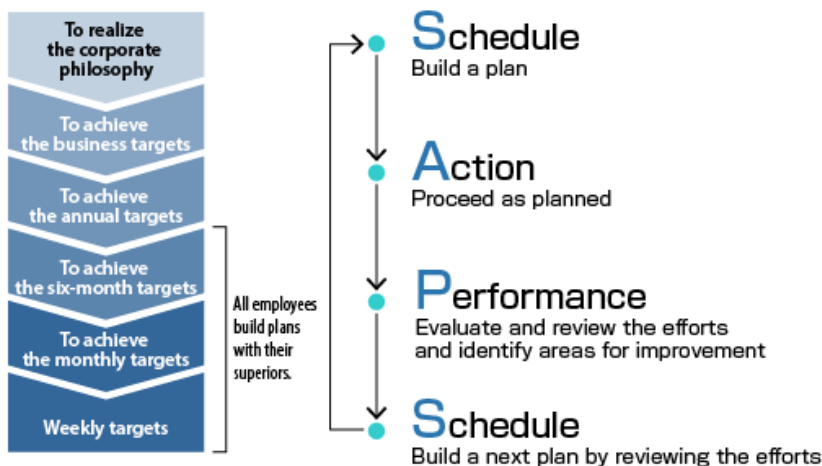 To realize
the corporate
philosophy
To achieve
the business targets
To achieve
the annual targets
To achieve
the six-month targets
To achieve
the monthly targets
Weekly targets
All employees
build plans
with their
superiors.
Schedule
Build a plan
Action
Proceed as planned
Performance
Evaluate and review the efforts
and identify areas for improvement
Schedule
Build a next plan by reviewing the efforts